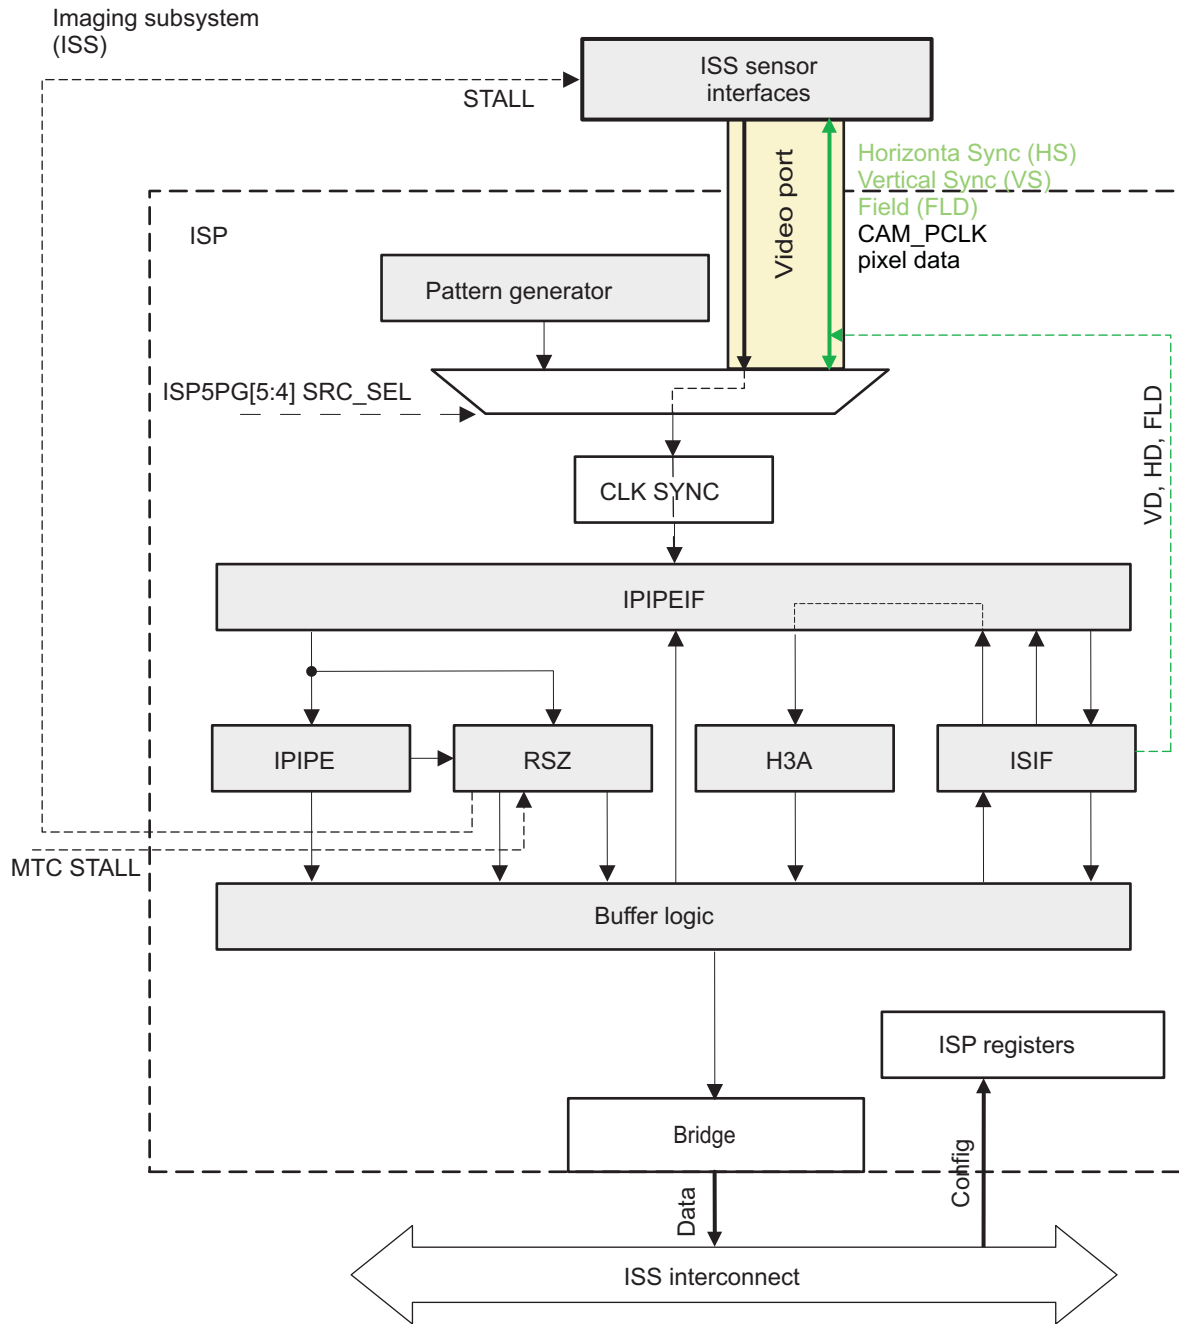 Imaging subsystem
(ISS)
ISS sensor
interfaces
STALL
Video port
Horizonta Sync (HS)
Vertical Sync (VS)
Field (FLD)
CAM_PCLK
pixel data
ISP
Pattern generator
ISP5PG[5:4] SRC_SEL
VD, HD, FLD
CLK SYNC
IPIPEIF
IPIPE
RSZ
H3A
ISIF
MTC STALL
Buffer logic
ISP registers
Bridge
Config
Data
ISS interconnect